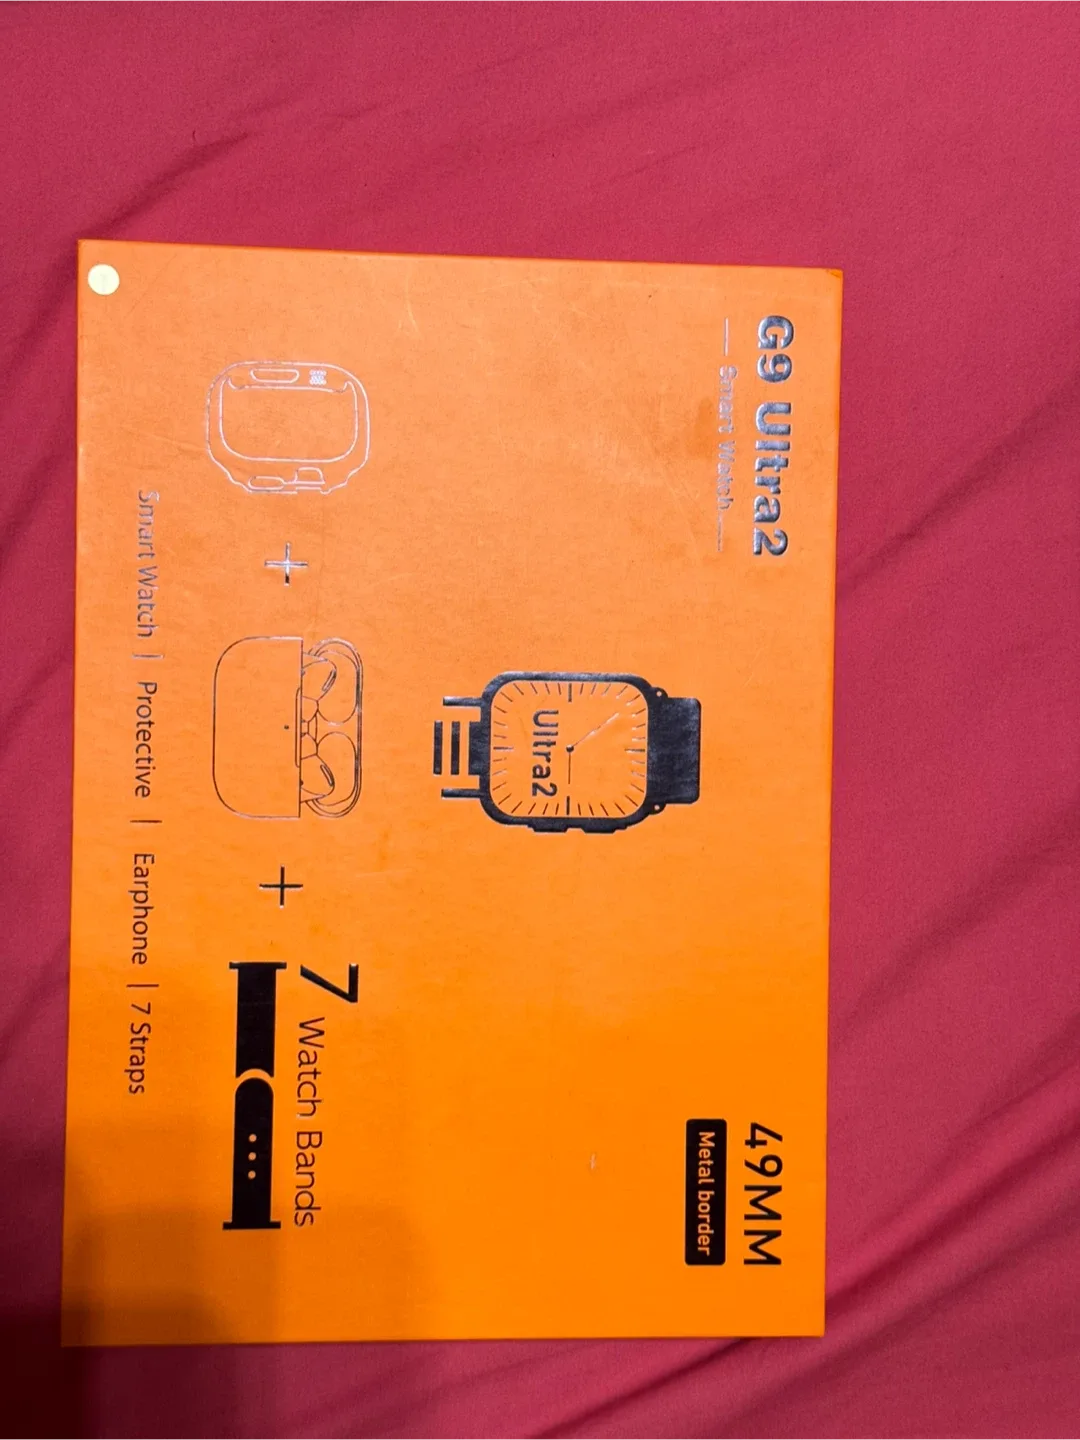 G9 Ultra2
Smart Watch
49MM
Metal border
Ultra2
7
Watch Bands
Smart Watch | Protective | Earphone | 7 Straps